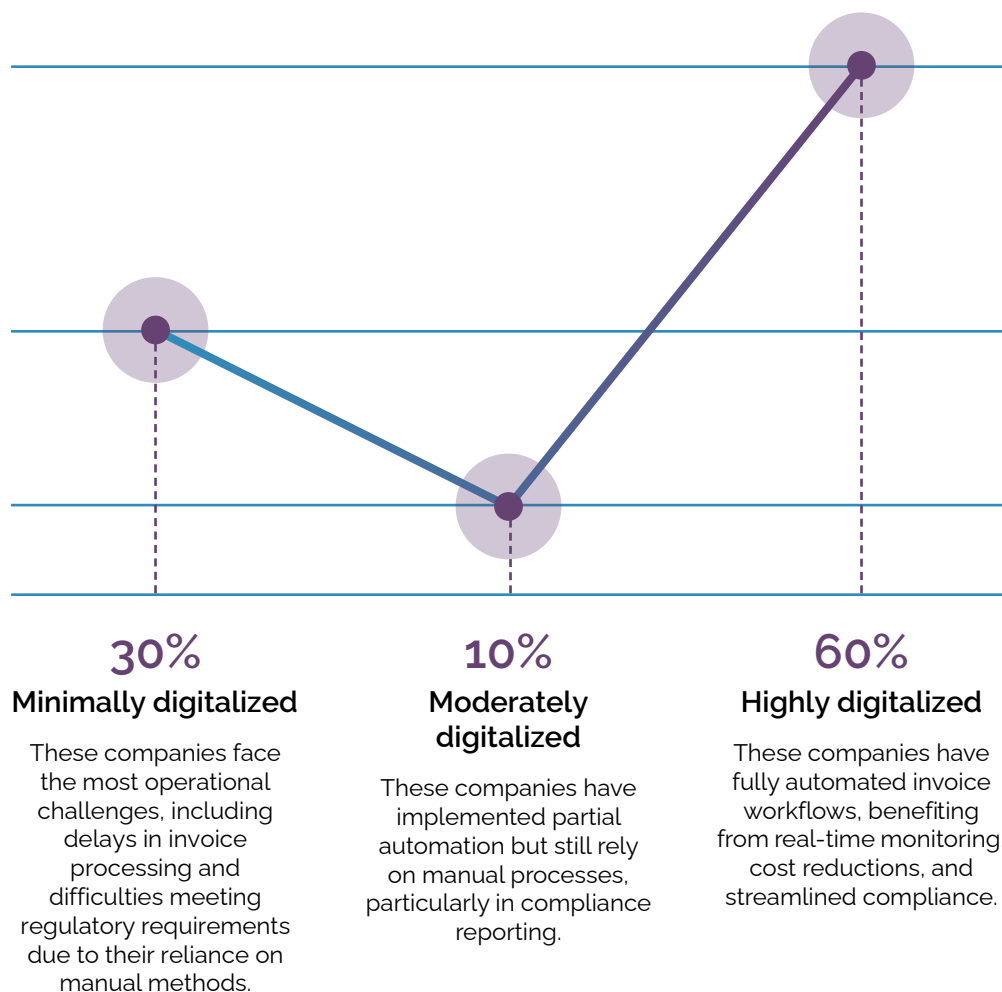 30%
Minimally digitalized
These companies face
the most operational
challenges, including
delays in invoice
processing and
difficulties meeting
regulatory requirements
due to their reliance on
manual methods.
10%
Moderately
digitalized
These companies have
implemented partial
automation but still rely
on manual processes,
particularly in compliance
reporting.
60%
Highly digitalized
These companies have
fully automated invoice
workflows, benefiting
from real-time monitoring
cost reductions, and
streamlined compliance.